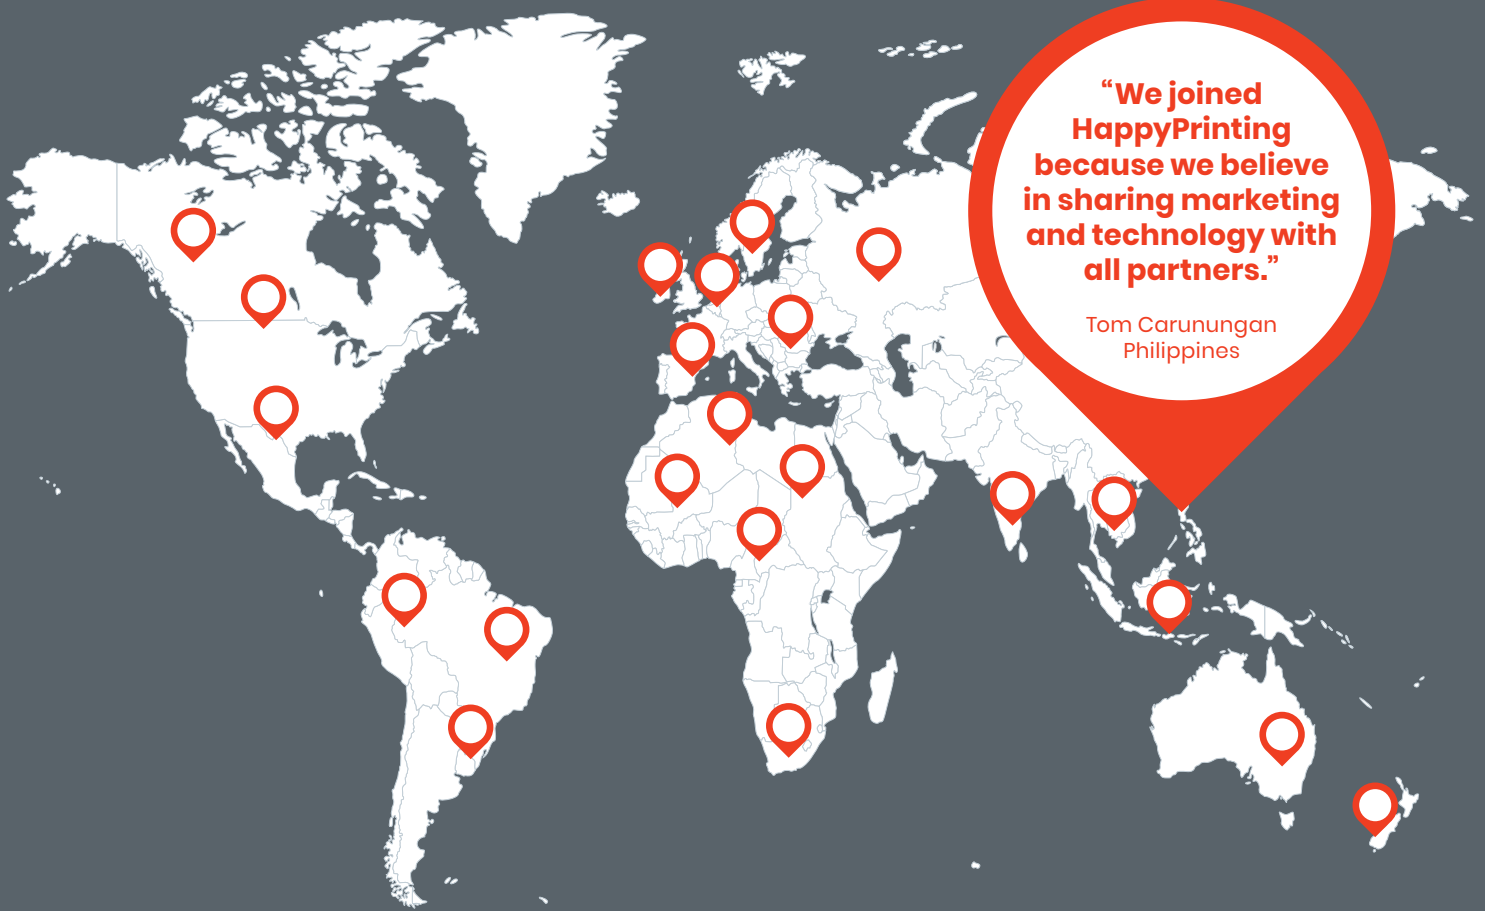 “We joined
HappyPrinting
because we believe
in sharing marketing
and technology with
all partners.”
Tom Carunungan
Philippines